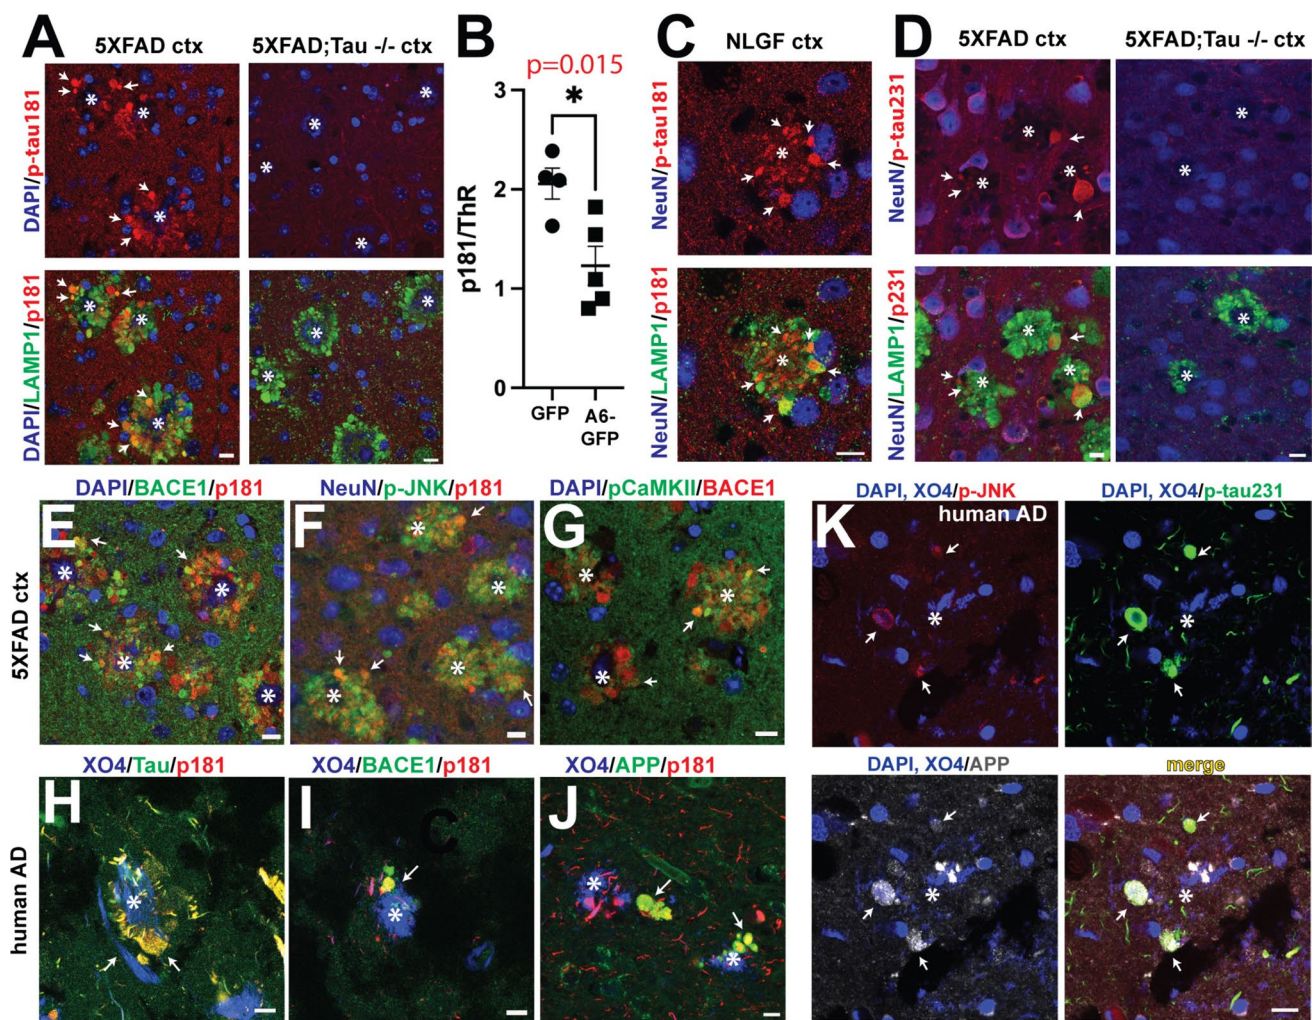 A
5XFAD ctx
5XFAD;Tau -/- ctx
DAPI/p-tau181
DAPI/LAMP1/p181
B
p=0.015
*
p181/ThR
3
2
1
0
GFP
A6-
GFP
C
NLGF ctx
NeuN/p-tau181
NeuN/LAMP1/p181
D
5XFAD ctx
5XFAD;Tau -/- ctx
NeuN/p-tau231
NeuN/LAMP1/p231
5XFAD ctx
DAPI/BACE1/p181
E
NeuN/p-JNK/p181
F
DAPI/pCaMKII/BACE1
G
human AD
XO4/Tau/p181
H
XO4/BACE1/p181
I
C
XO4/APP/p181
J
DAPI, XO4/p-JNK
K
human AD
DAPI, XO4/p-tau231
DAPI, XO4/APP
merge